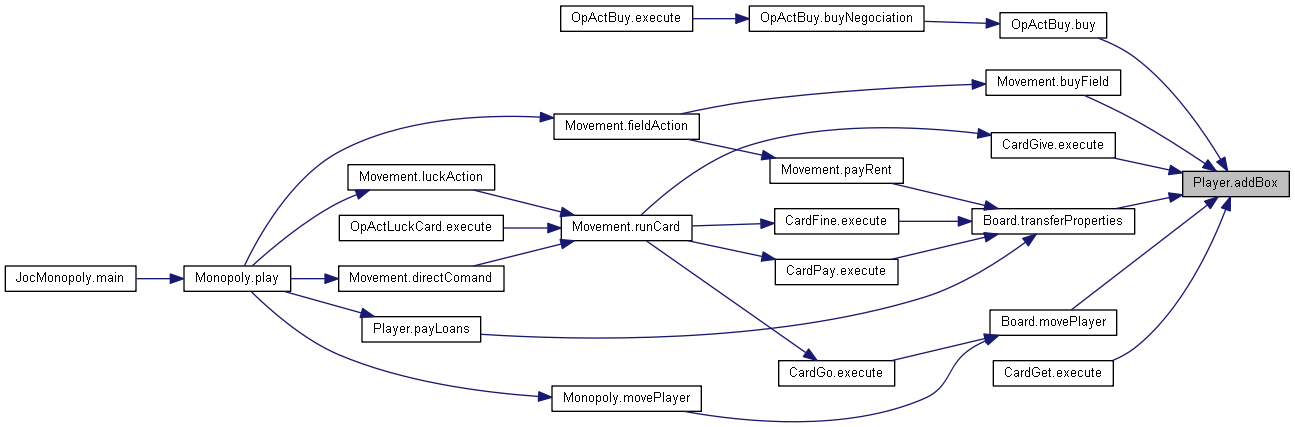 OpActBuy.execute
OpActBuy.buyNegociation
OpActBuy.buy
Movement.buyField
Movement.fieldAction
CardGive.execute
Movement.payRent
Movement.luckAction
Player.addBox
OpActLuckCard.execute
Movement.runCard
CardFine.execute
Board.transferProperties
JocMonopoly.main
Monopoly.play
Movement.directComand
CardPay.execute
Player.payLoans
Board.movePlayer
CardGo.execute
CardGet.execute
Monopoly.movePlayer